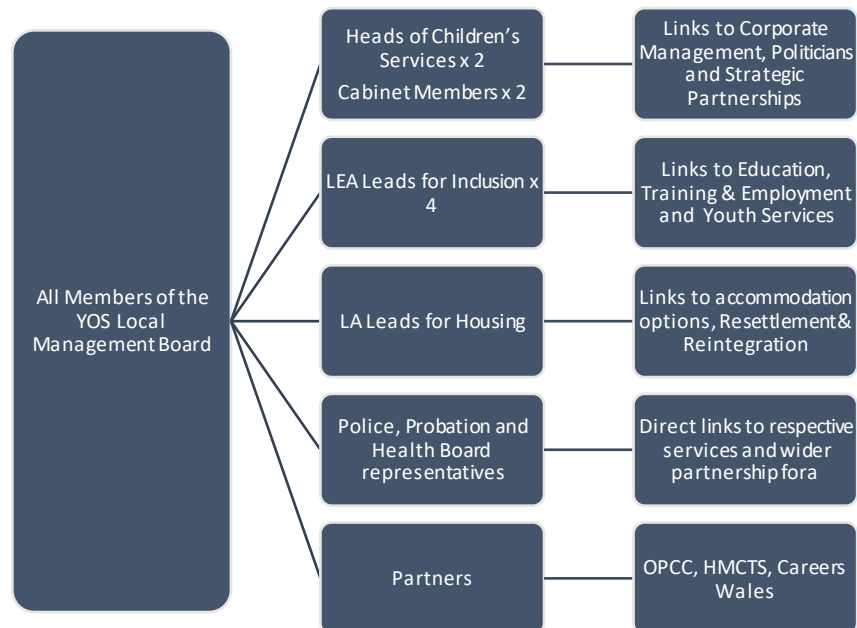 All Members of the
YOS Local
Management Board
Heads of Children’s
Services x 2
Cabinet Members x 2
Links to Corporate
Management, Politicians
and Strategic
Partnerships
LEA Leads for Inclusion x
4
Links to Education,
Training & Employment
and Youth Services
LA Leads for Housing
Links to accommodation
options, Resettlement &
Reintegration
Police, Probation and
Health Board
representatives
Direct links to respective
services and wider
partnership fora
Partners
OPCC, HMCTS, Careers
Wales